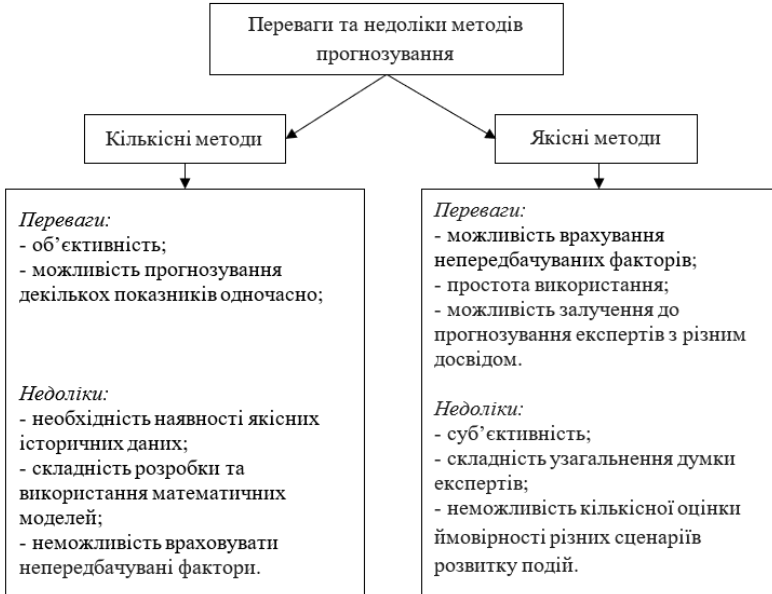 Переваги та недоліки методів
прогнозування
Кількісні методи
Якісні методи
Переваги:
- об’єктивність;
- можливість прогнозування
декількох показників одночасно;
Недоліки:
- необхідність наявності якісних
історичних даних;
- складність розробки та
використання математичних
моделей;
- неможливість враховувати
непередбачувані фактори.
Переваги:
- можливість врахування
непередбачуваних факторів;
- простота використання;
- можливість залучення до
прогнозування експертів з різним
досвідом.
Недоліки:
- суб’єктивність;
- складність узагальнення думки
експертів;
- неможливість кількісної оцінки
ймовірності різних сценаріїв
розвитку подій.